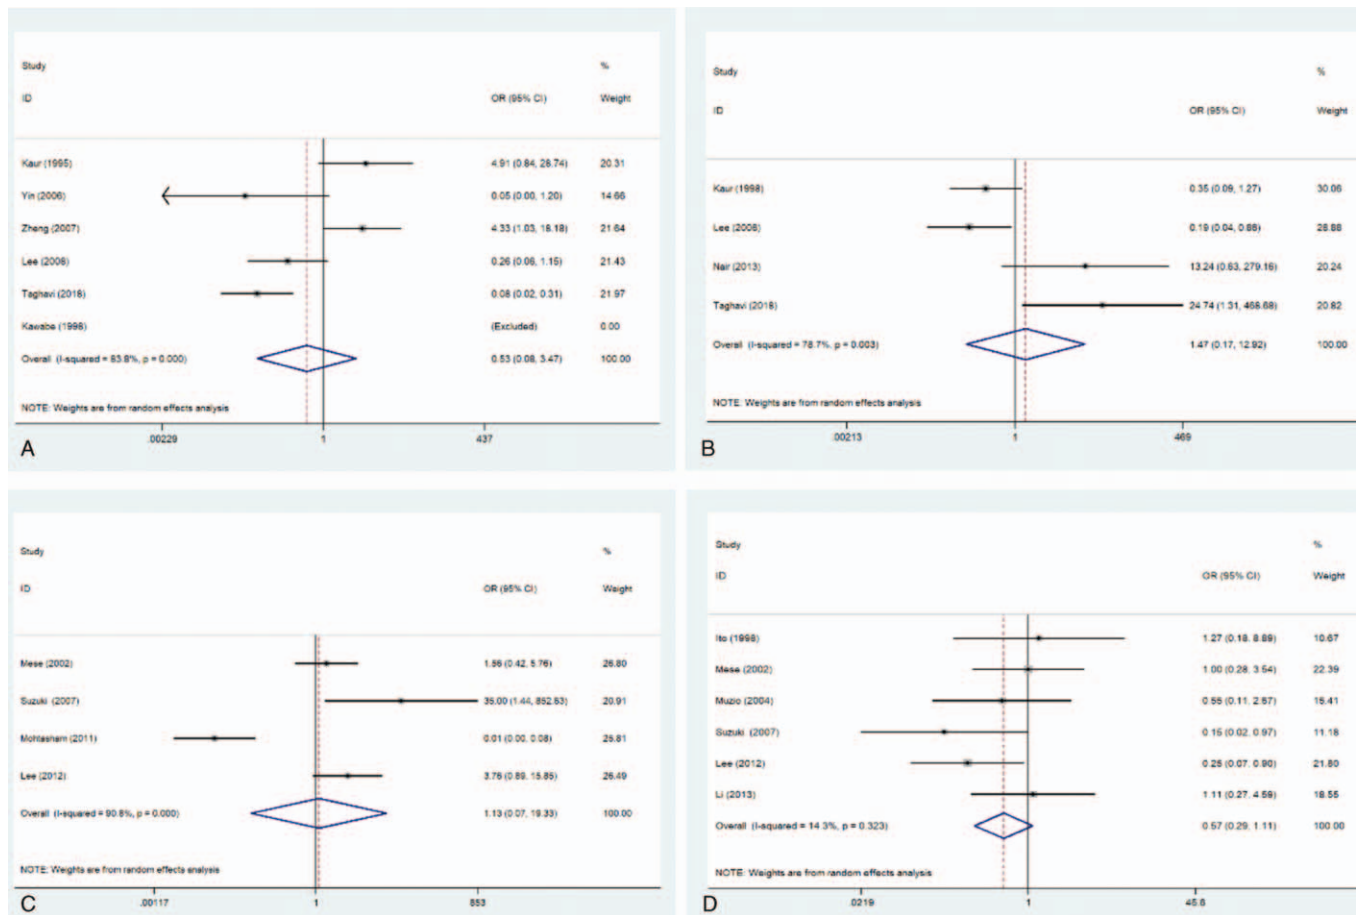 Study %
ID OR (95% CI) Weight
Kaur (1995) 4.91 (0.84, 28.74) 20.31
Yin (2006) 0.05 (0.00, 1.20) 14.66
Zheng (2007) 4.33 (1.03, 18.18) 21.64
Lee (2008) 0.26 (0.06, 1.15) 21.43
Taghavi (2018) 0.08 (0.02, 0.31) 21.97
Kawabe (1998) (Excluded) 0.00
Overall (I-squared = 83.8%, p = 0.000) 0.53 (0.08, 3.47) 100.00
NOTE: Weights are from random effects analysis
.00229 1 437
A
Study %
ID OR (95% CI) Weight
Kaur (1998) 0.35 (0.09, 1.27) 30.06
Lee (2008) 0.19 (0.04, 0.88) 28.88
Nair (2013) 13.24 (0.63, 279.16) 20.24
Taghavi (2018) 24.74 (1.31, 468.68) 20.82
Overall (I-squared = 78.7%, p = 0.003) 1.47 (0.17, 12.92) 100.00
NOTE: Weights are from random effects analysis
.00213 1 469
B
Study %
ID OR (95% CI) Weight
Mese (2002) 1.56 (0.42, 5.76) 26.80
Suzuki (2007) 35.00 (1.44, 852.53) 20.91
Mohtasham (2011) 0.01 (0.00, 0.08) 25.81
Lee (2012) 3.76 (0.89, 15.85) 26.49
Overall (I-squared = 90.8%, p = 0.000) 1.13 (0.07, 19.33) 100.00
NOTE: Weights are from random effects analysis
.00117 1 853
C
Study %
ID OR (95% CI) Weight
Ito (1998) 1.27 (0.18, 8.89) 10.67
Mese (2002) 1.00 (0.28, 3.54) 22.39
Muzio (2004) 0.55 (0.11, 2.67) 15.41
Suzuki (2007) 0.15 (0.02, 0.97) 11.18
Lee (2012) 0.25 (0.07, 0.90) 21.80
Li (2013) 1.11 (0.27, 4.59) 18.55
Overall (I-squared = 14.3%, p = 0.323) 0.57 (0.29, 1.11) 100.00
NOTE: Weights are from random effects analysis
.0219 1 45.6
D